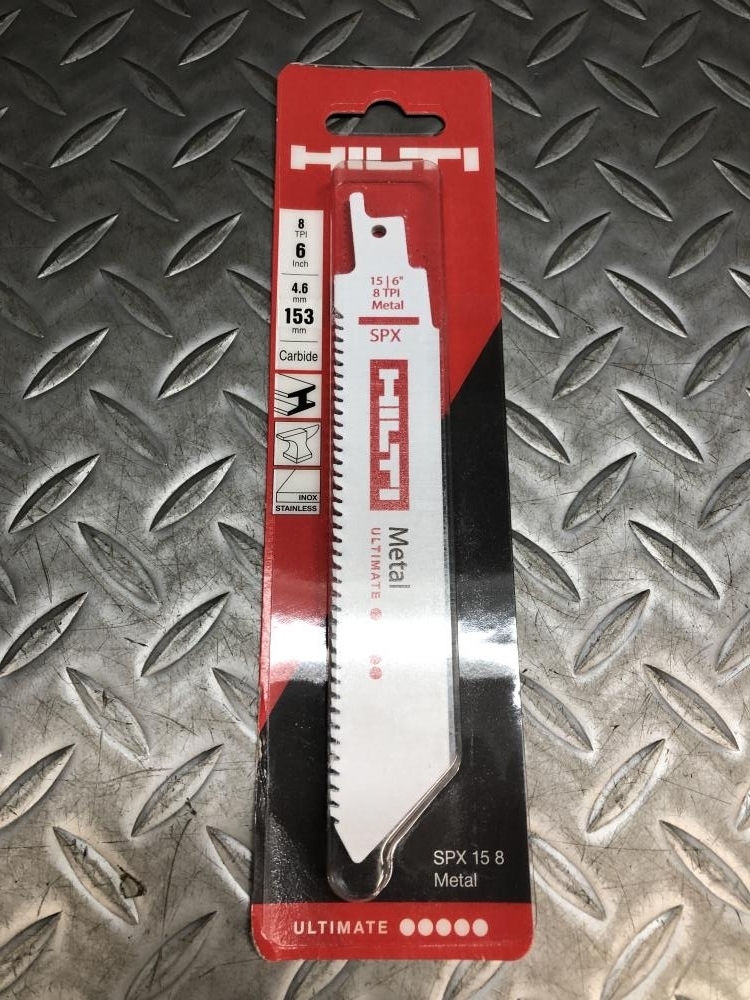 HILTI
8
TPI
6
Inch
4.6
mm
153
mm
Carbide
INOX
STAINLESS
15 | 6"
8 TPI
Metal
SPX
HILTI
Metal
ULTIMATE
SPX 15 8
Metal
ULTIMATE